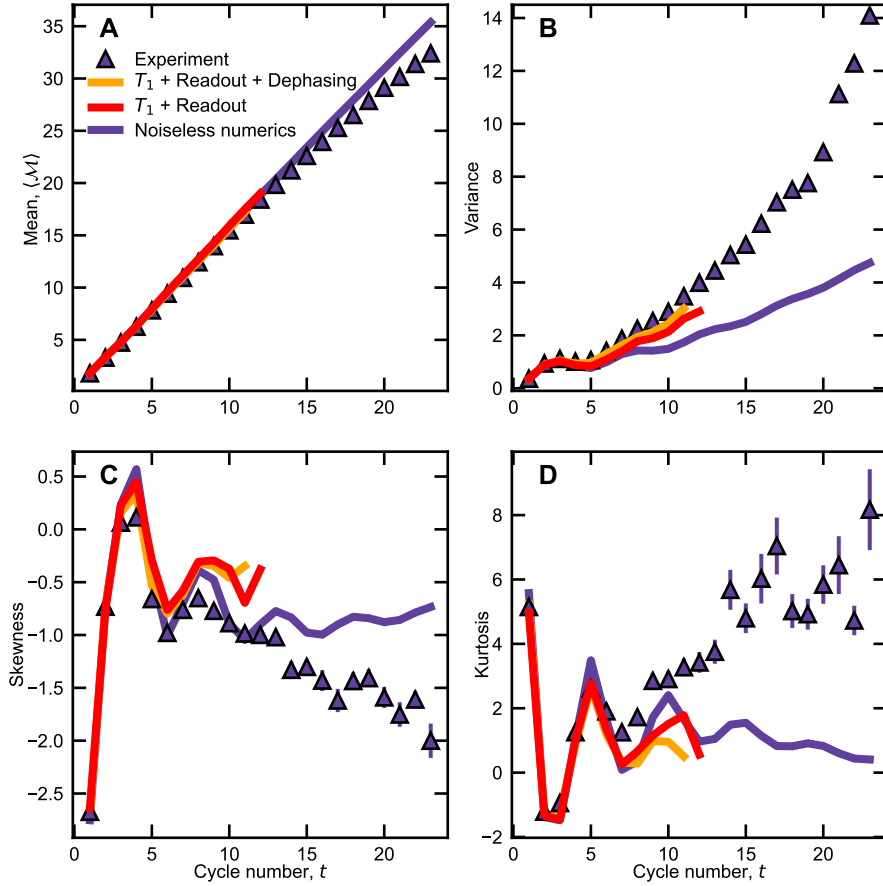 A
Experiment
T₁ + Readout + Dephasing
T₁ + Readout
Noiseless numerics
Mean, ⟨ℳ⟩
35
30
25
20
15
10
5
0 5 10 15 20
B
Variance
14
12
10
8
6
4
2
0
0 5 10 15 20
C
Skewness
0.5
0.0
−0.5
−1.0
−1.5
−2.0
−2.5
0 5 10 15 20
Cycle number, t
D
Kurtosis
8
6
4
2
0
−2
0 5 10 15 20
Cycle number, t